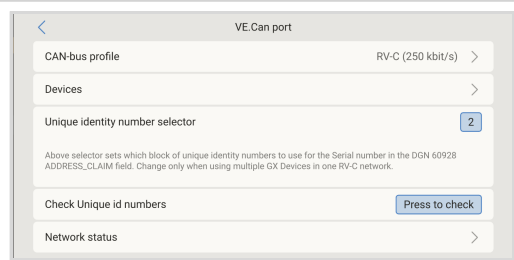 VE.Can port
CAN-bus profile RV-C (250 kbit/s)
Devices
Unique identity number selector 2
Above selector sets which block of unique identity numbers to use for the Serial number in the DGN 60928
ADDRESS_CLAIM field. Change only when using multiple GX Devices in one RV-C network.
Check Unique id numbers Press to check
Network status